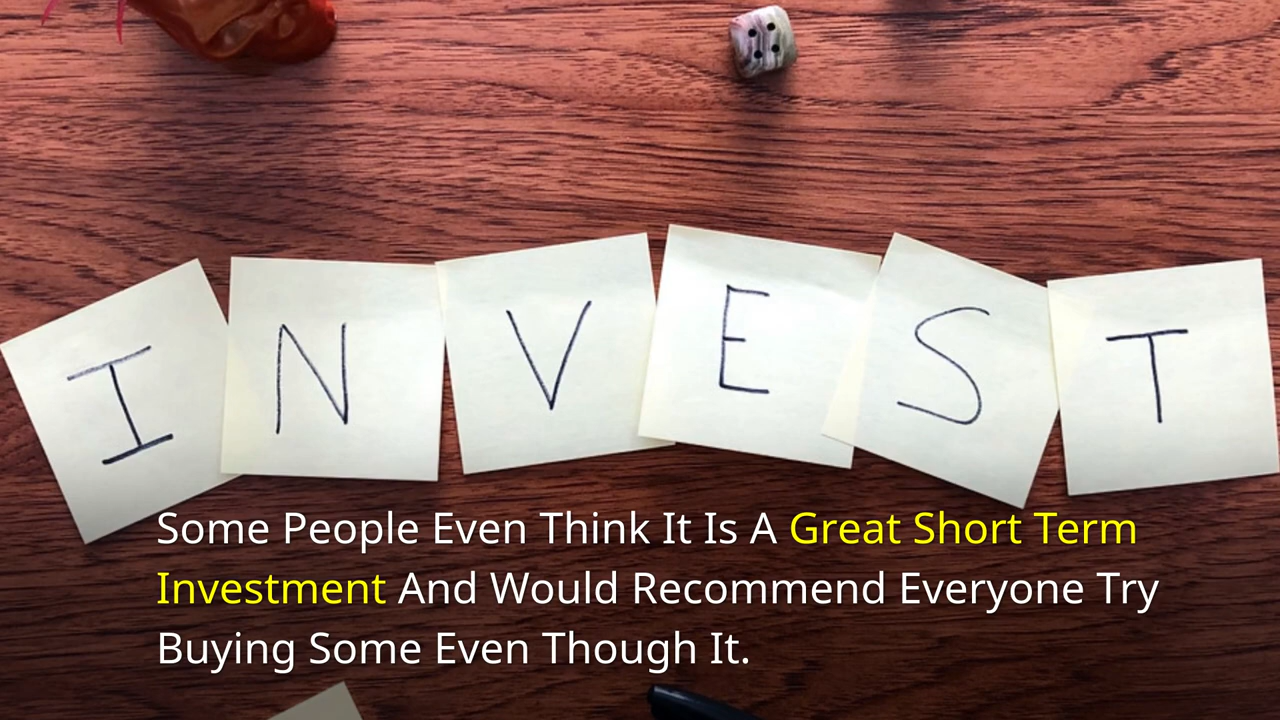 INVEST
Some People Even Think It Is A Great Short Term
Investment And Would Recommend Everyone Try
Buying Some Even Though It.